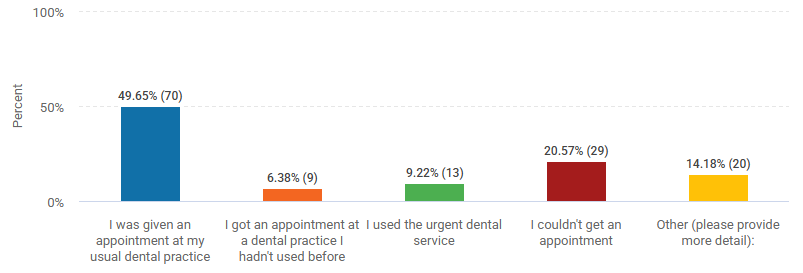 100%
50%
0%
Percent
49.65% (70)
6.38% (9)
9.22% (13)
20.57% (29)
14.18% (20)
I was given an
appointment at my
usual dental practice
I got an appointment at
a dental practice I
hadn't used before
I used the urgent dental
service
I couldn't get an
appointment
Other (please provide
more detail):